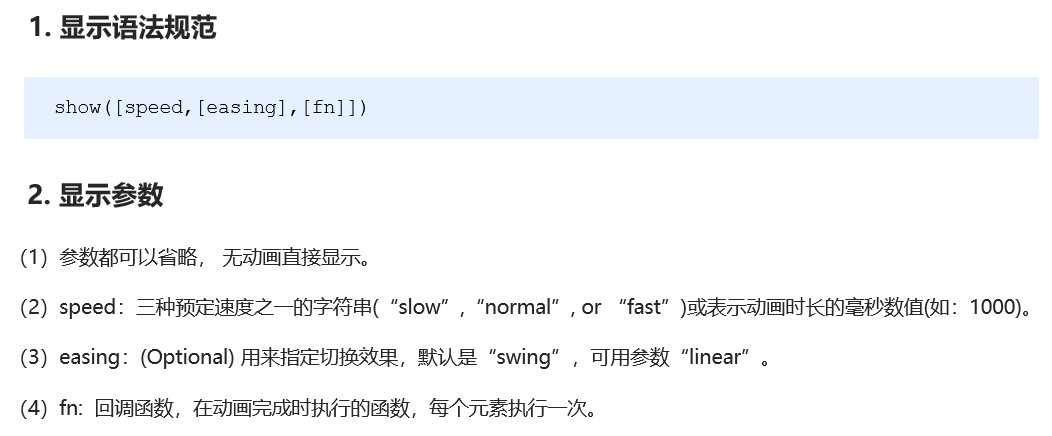 1. 显示语法规范
show([speed,[easing],[fn]])
2. 显示参数
(1）参数都可以省略， 无动画直接显示。
(2）speed：三种预定速度之一的字符串(“slow”,“normal”, or “fast”)或表示动画时长的毫秒数值(如：1000)。
(3）easing：(Optional) 用来指定切换效果，默认是“swing”，可用参数“linear”。
(4）fn: 回调函数，在动画完成时执行的函数，每个元素执行一次。